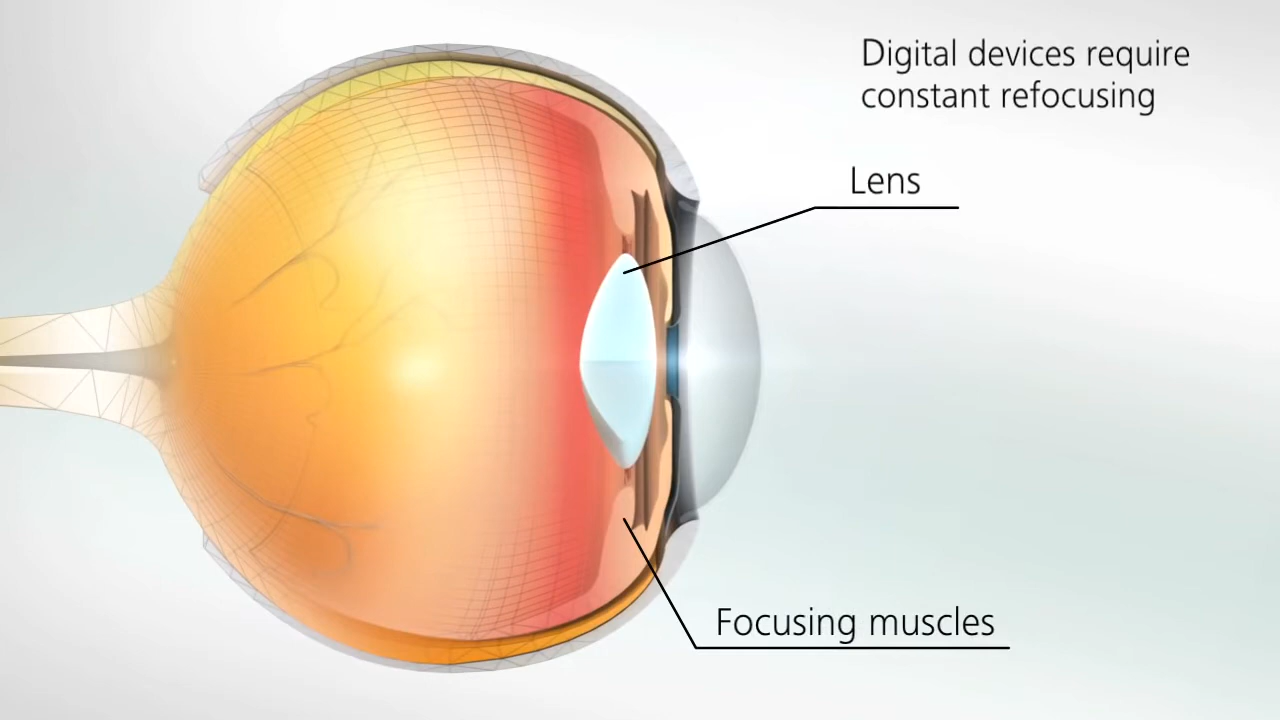 Digital devices require
constant refocusing
Lens
Focusing muscles